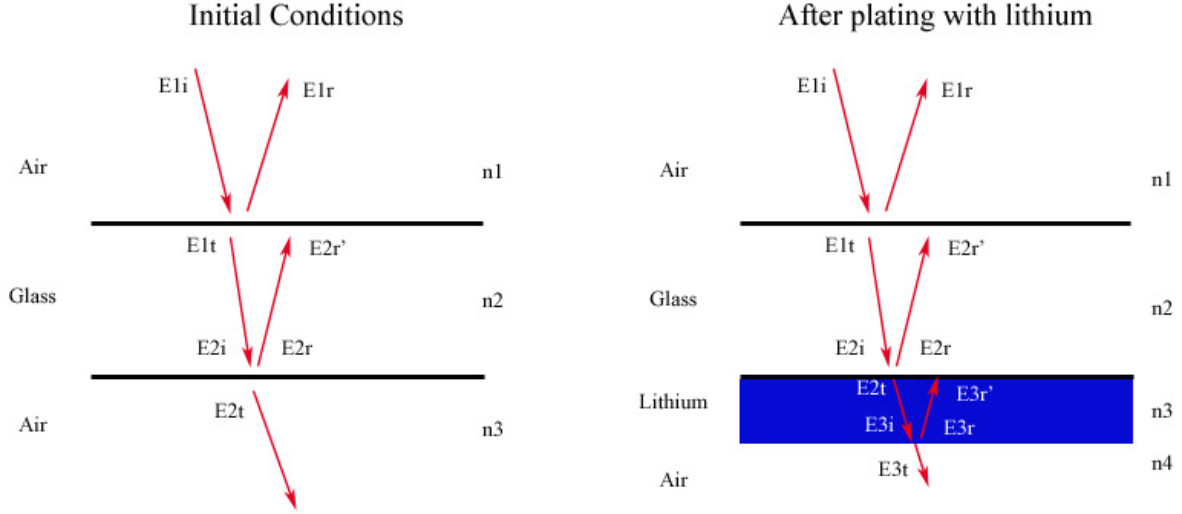 Initial Conditions
E1i
E1r
Air
n1
E1t
E2r’
Glass
n2
E2i
E2r
E2t
Air
n3
After plating with lithium
E1i
E1r
Air
n1
E1t
E2r’
Glass
n2
E2i
E2r
E2t
E3r’
Lithium
n3
E3i
E3r
E3t
n4
Air